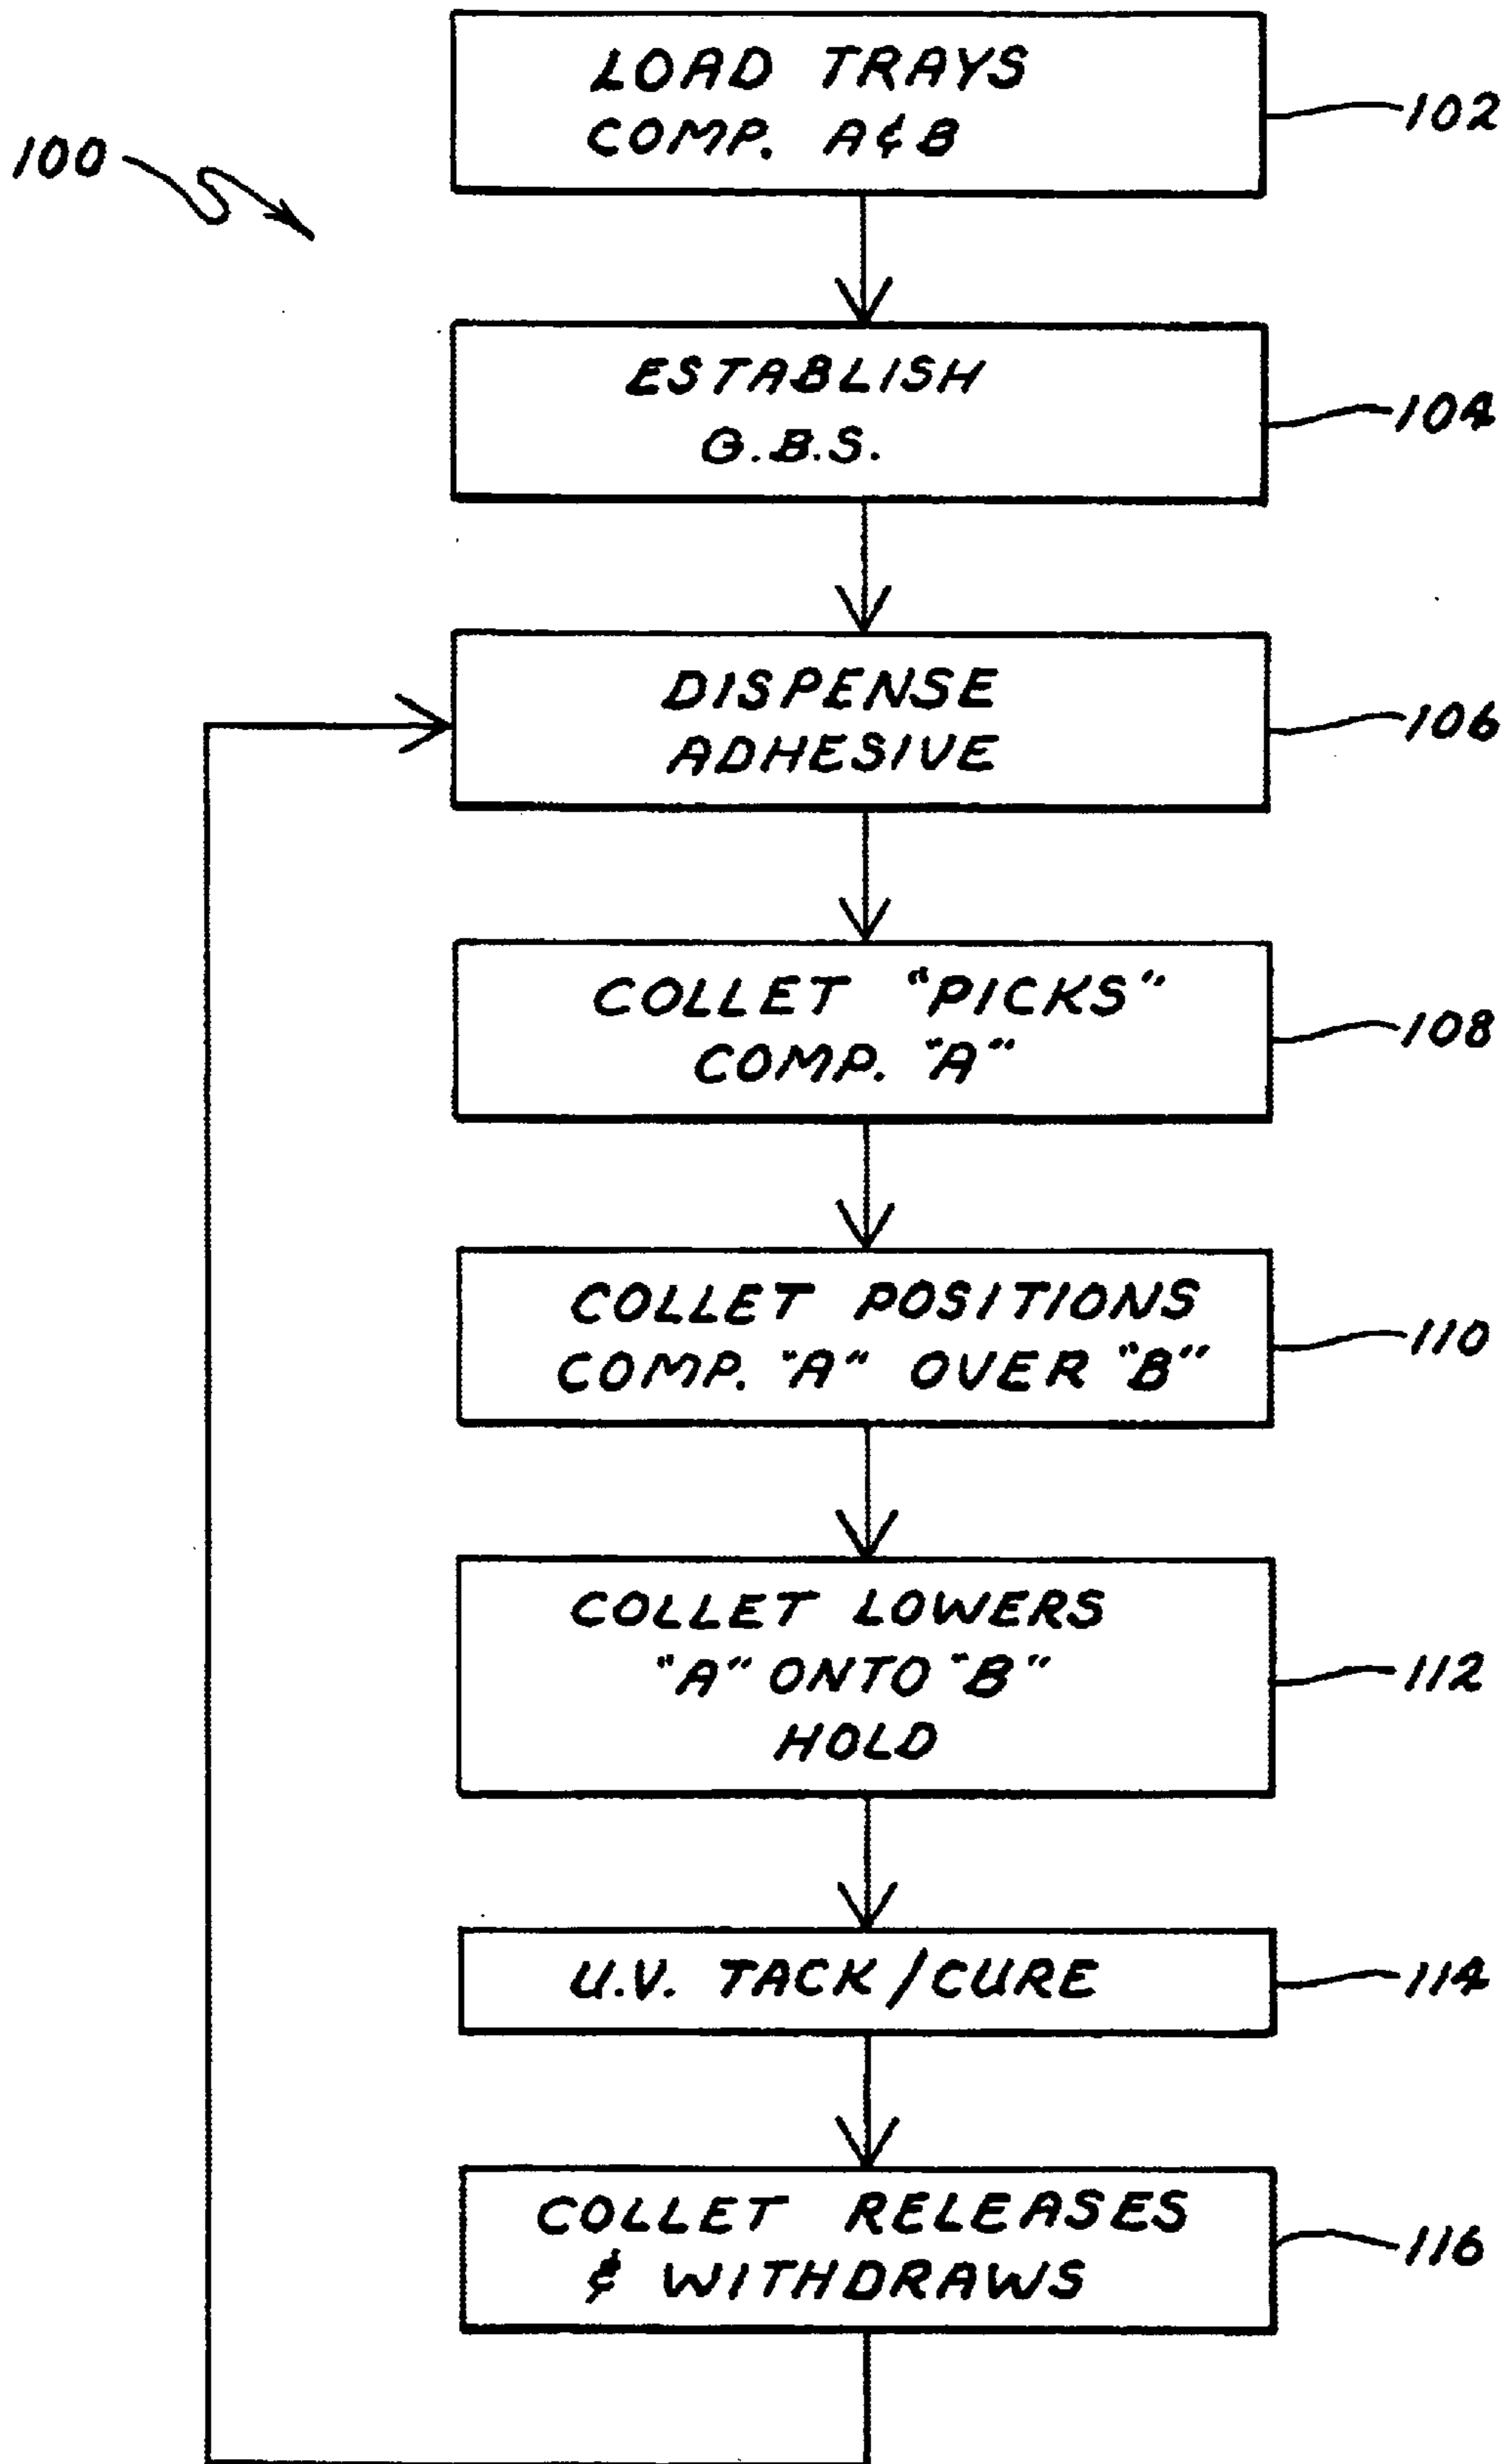 LOAD TRAYS
COMP. A & B
102
100
ESTABLISH
G.B.S.
104
DISPENSE
ADHESIVE
106
COLLET "PICKS"
COMP. "A"
108
COLLET POSITIONS
COMP. "A" OVER "B"
110
COLLET LOWERS
"A" ONTO "B"
HOLD
112
U.V. TACK/CURE
114
COLLET RELEASES
& WITHDRAWS
116